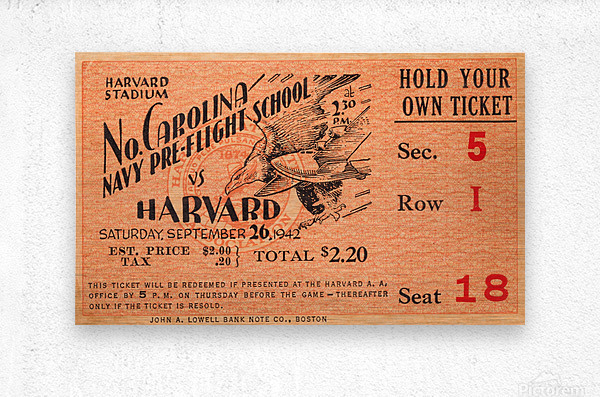 HARVARD
STADIUM
No. CAROLINA
NAVY PRE-FLIGHT SCHOOL
at
2.30
P.M.
VS
HARVARD
SATURDAY, SEPTEMBER 26, 1942
EST. PRICE $2.00
TAX .20
TOTAL $2.20
THIS TICKET WILL BE REDEEMED IF PRESENTED AT THE HARVARD A. A.
OFFICE BY 5 P. M. ON THURSDAY BEFORE THE GAME—THEREAFTER
ONLY IF THE TICKET IS RESOLD.
JOHN A. LOWELL BANK NOTE CO., BOSTON
HOLD YOUR
OWN TICKET
Sec. 5
Row I
Seat 18
Pictorem